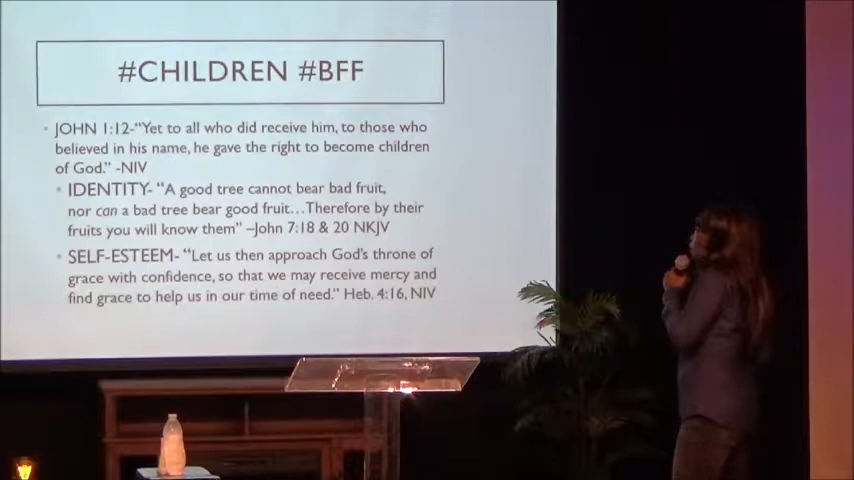 #CHILDREN #BFF
• JOHN 1:12-"Yet to all who did receive him, to those who
believed in his name, he gave the right to become children
of God." -NIV
• IDENTITY- "A good tree cannot bear bad fruit,
nor can a bad tree bear good fruit…Therefore by their
fruits you will know them" –John 7:18 & 20 NKJV
• SELF-ESTEEM- "Let us then approach God's throne of
grace with confidence, so that we may receive mercy and
find grace to help us in our time of need." Heb. 4:16, NIV